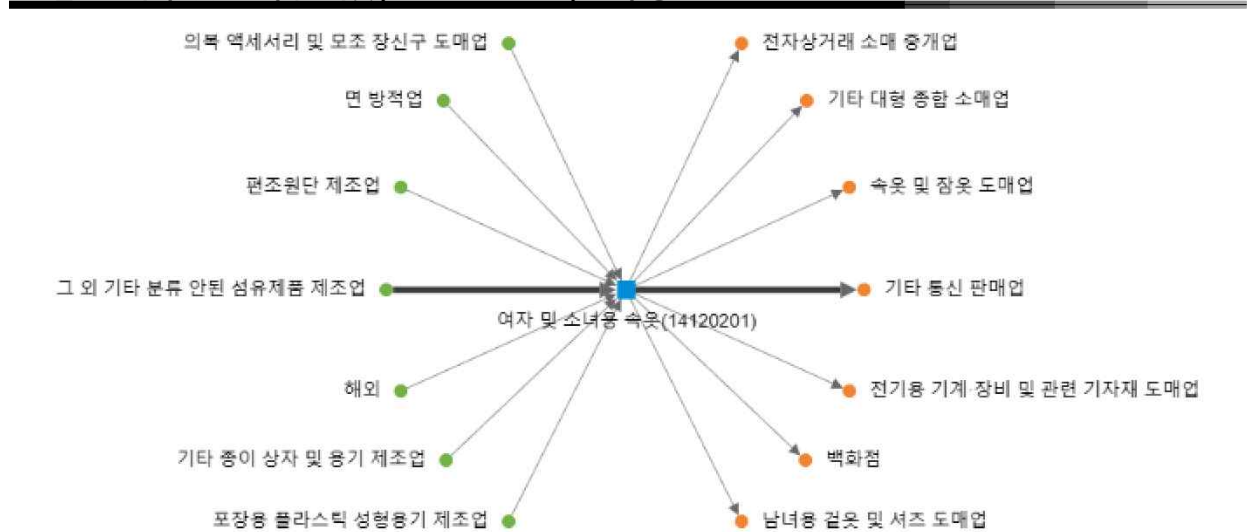 의복 액세서리 및 모조 장신구 도매업
전자상거래 소매 중개업
면 방적업
기타 대형 종합 소매업
편조원단 제조업
속옷 및 잠옷 도매업
그 외 기타 분류 안된 섬유제품 제조업
기타 통신 판매업
여자 및 소녀용 속옷(14120201)
해외
전기용 기계·장비 및 관련 기자재 도매업
기타 종이 상자 및 용기 제조업
백화점
포장용 플라스틱 성형용기 제조업
남녀용 겉옷 및 셔츠 도매업